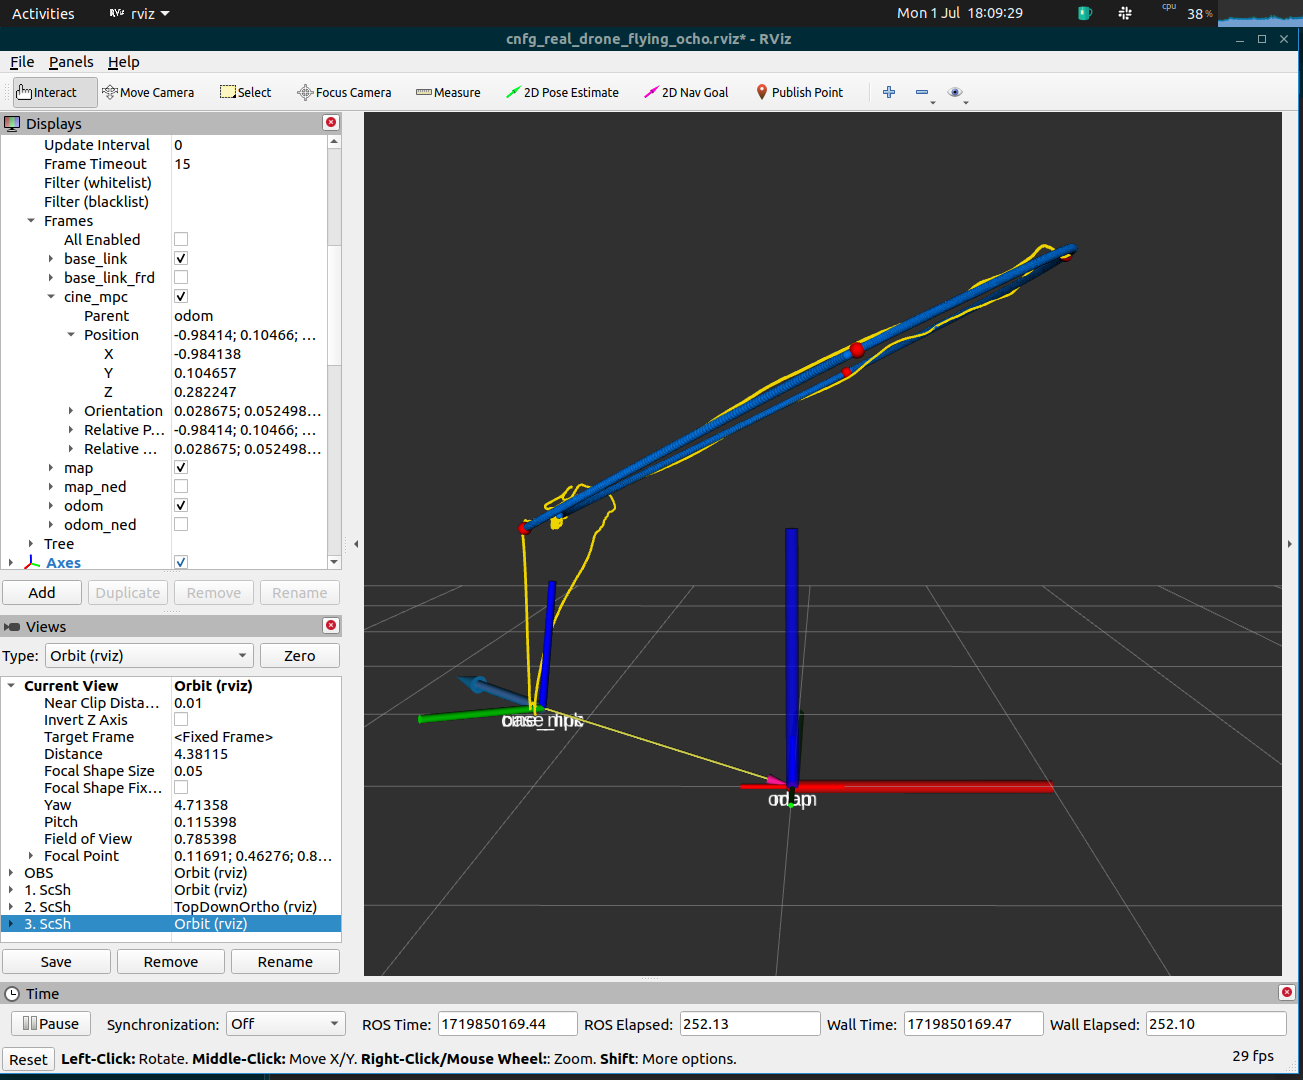 Activities RViz rviz Mon 1 Jul 18:09:29 cpu 38 %
cnfg_real_drone_flying_ocho.rviz* - RViz
File Panels Help
Interact Move Camera Select Focus Camera Measure 2D Pose Estimate 2D Nav Goal Publish Point
Displays
Update Interval 0
Frame Timeout 15
Filter (whitelist)
Filter (blacklist)
Frames
All Enabled
base_link
base_link_frd
cine_mpc
Parent odom
Position -0.98414; 0.10466; ...
X -0.984138
Y 0.104657
Z 0.282247
Orientation 0.028675; 0.052498...
Relative P... -0.98414; 0.10466; ...
Relative ... 0.028675; 0.052498...
map
map_ned
odom
odom_ned
Tree
Axes
Add Duplicate Remove Rename
Views
Type: Orbit (rviz) Zero
Current View Orbit (rviz)
Near Clip Dista... 0.01
Invert Z Axis
Target Frame <Fixed Frame>
Distance 4.38115
Focal Shape Size 0.05
Focal Shape Fix...
Yaw 4.71358
Pitch 0.115398
Field of View 0.785398
Focal Point 0.11691; 0.46276; 0.8...
OBS Orbit (rviz)
1. ScSh Orbit (rviz)
2. ScSh TopDownOrtho (rviz)
3. ScSh Orbit (rviz)
Save Remove Rename
Time
Pause Synchronization: Off ROS Time: 1719850169.44 ROS Elapsed: 252.13 Wall Time: 1719850169.47 Wall Elapsed: 252.10
Reset Left-Click: Rotate. Middle-Click: Move X/Y. Right-Click/Mouse Wheel:: Zoom. Shift: More options. 29 fps